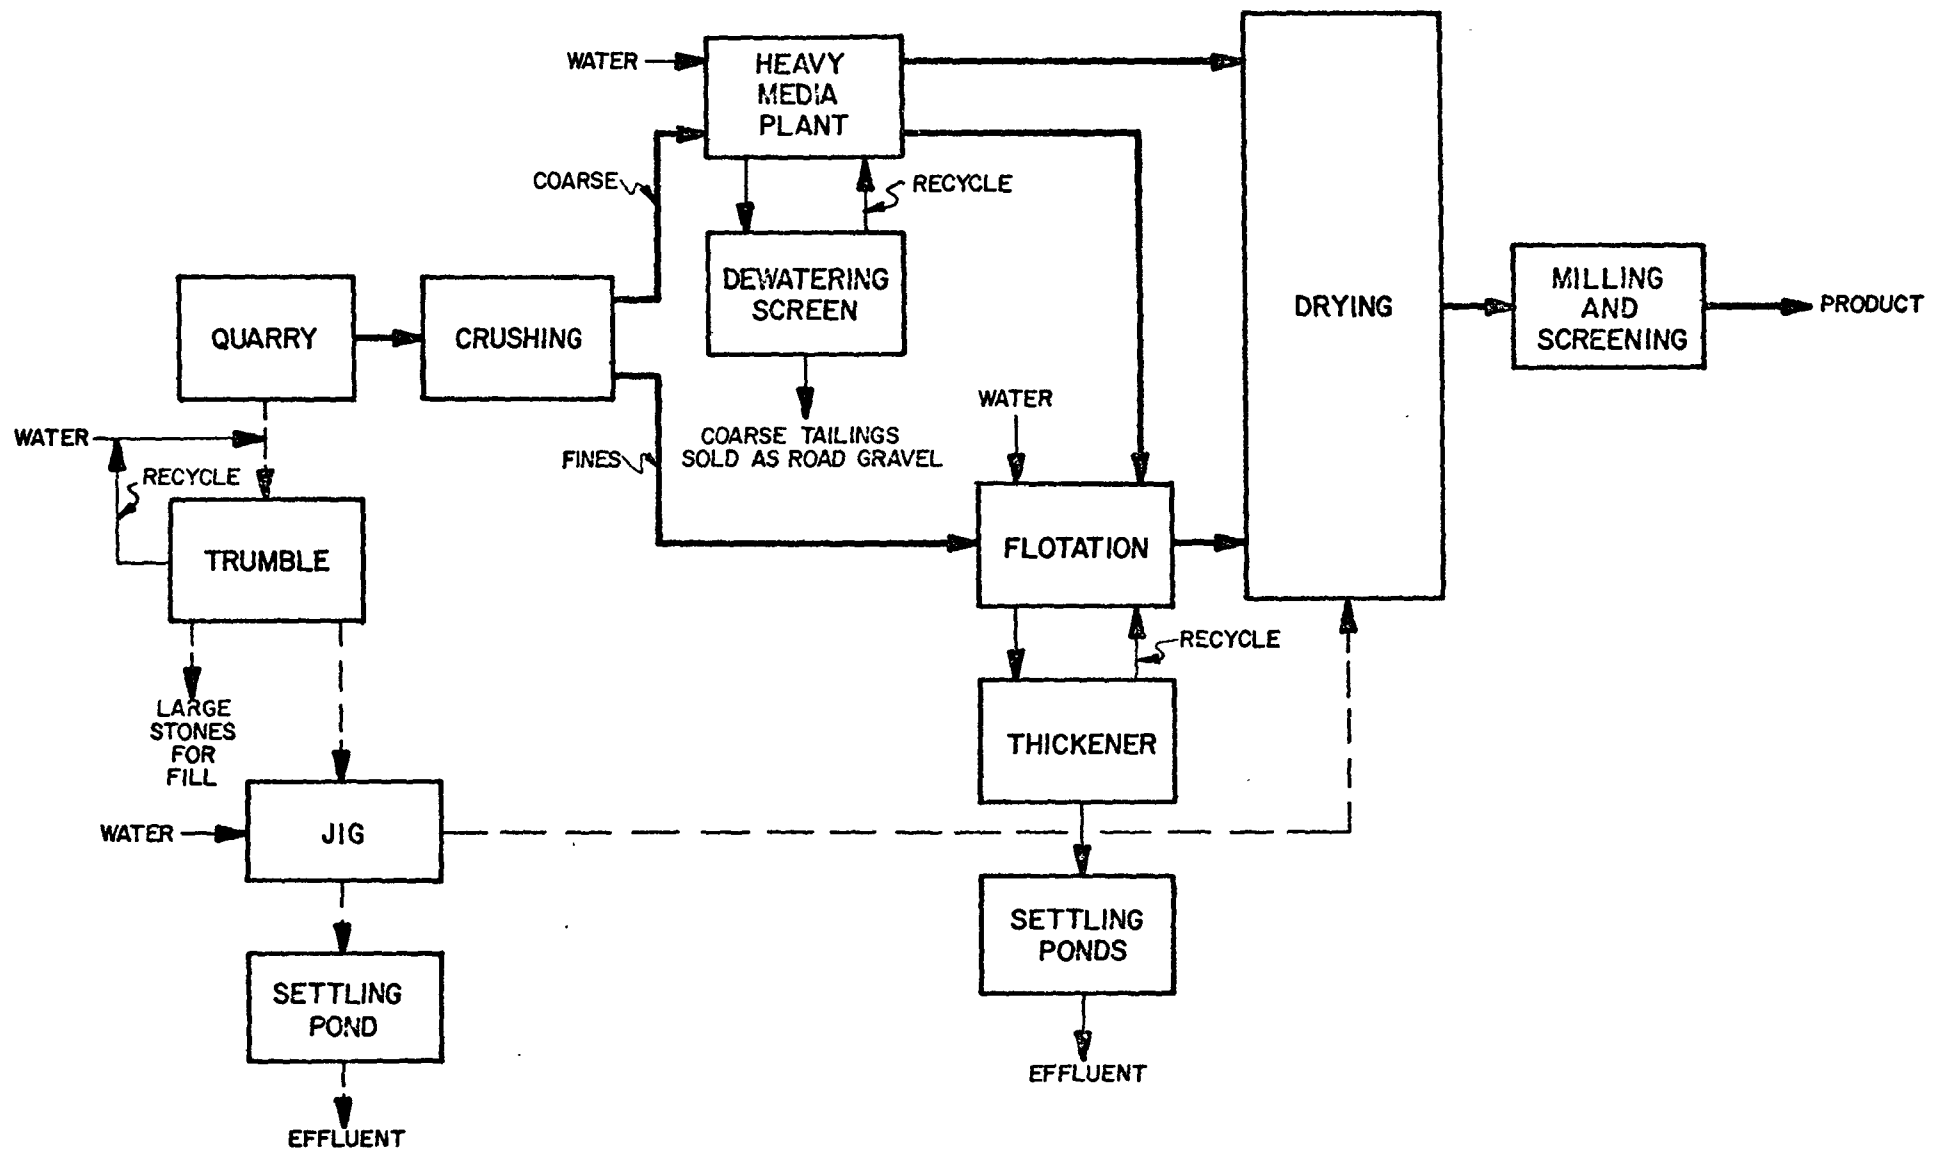 WATER
HEAVY
MEDIA
PLANT
COARSE
RECYCLE
DEWATERING
SCREEN
QUARRY
CRUSHING
DRYING
MILLING
AND
SCREENING
PRODUCT
WATER
COARSE TAILINGS
SOLD AS ROAD GRAVEL
WATER
RECYCLE
FINES
TRUMBLE
FLOTATION
RECYCLE
LARGE
STONES
FOR
FILL
THICKENER
WATER
JIG
SETTLING
PONDS
SETTLING
POND
EFFLUENT
EFFLUENT